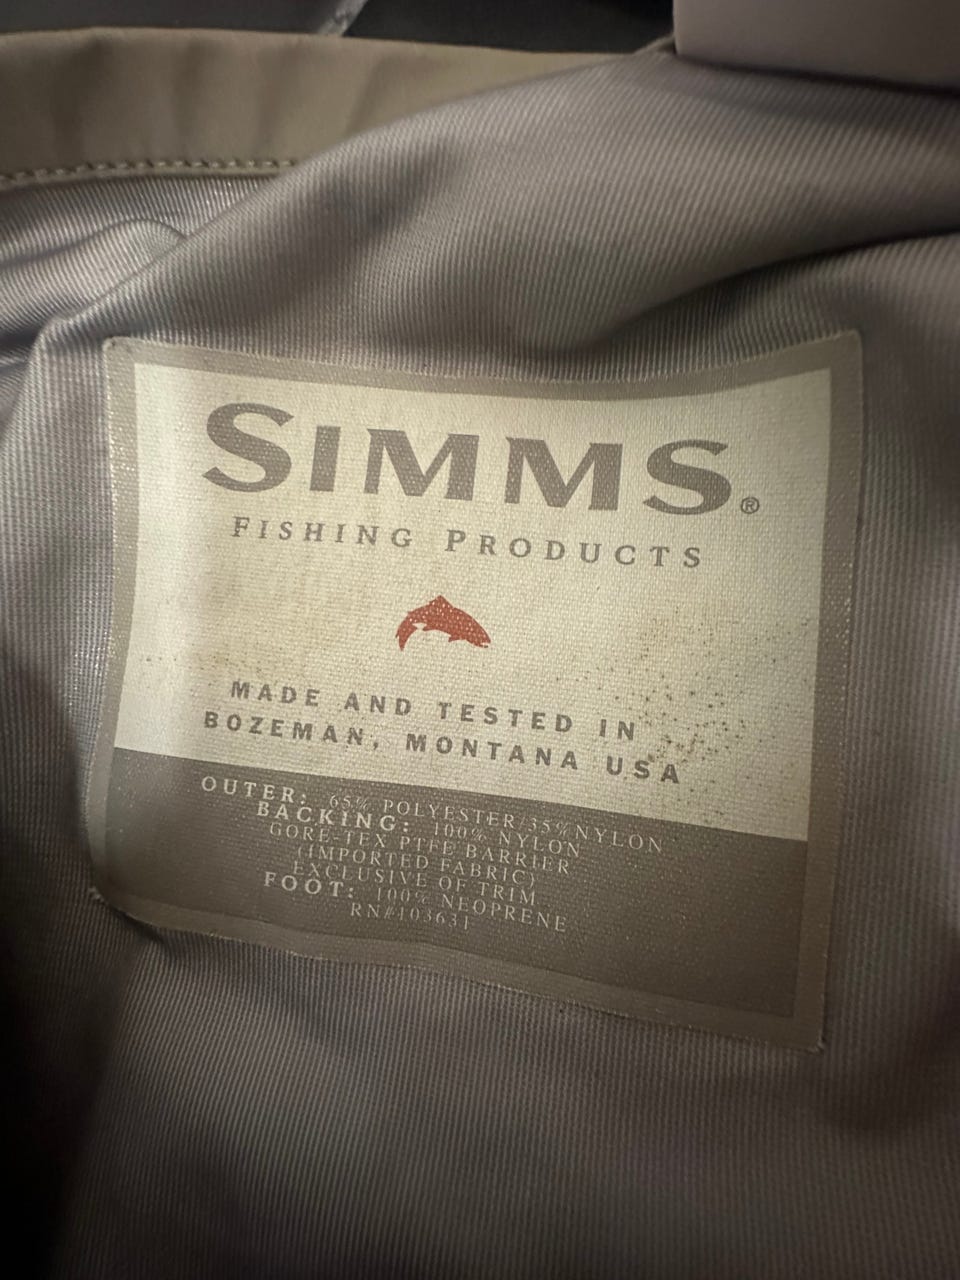 SIMMS®
FISHING PRODUCTS
MADE AND TESTED IN
BOZEMAN, MONTANA USA
OUTER: 65% POLYESTER/35% NYLON
BACKING: 100% NYLON
GORE-TEX PTFE BARRIER
(IMPORTED FABRIC)
EXCLUSIVE OF TRIM
FOOT: 100% NEOPRENE
RN#103631